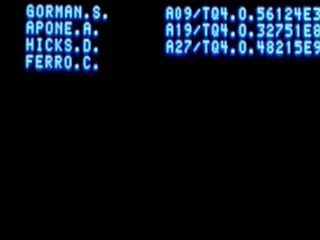 GORMAN.S. A09/TQ4.0.56124E3
APONE.A. A19/TQ4.0.32751E8
HICKS.D. A27/TQ4.0.48215E9
FERRO.C.